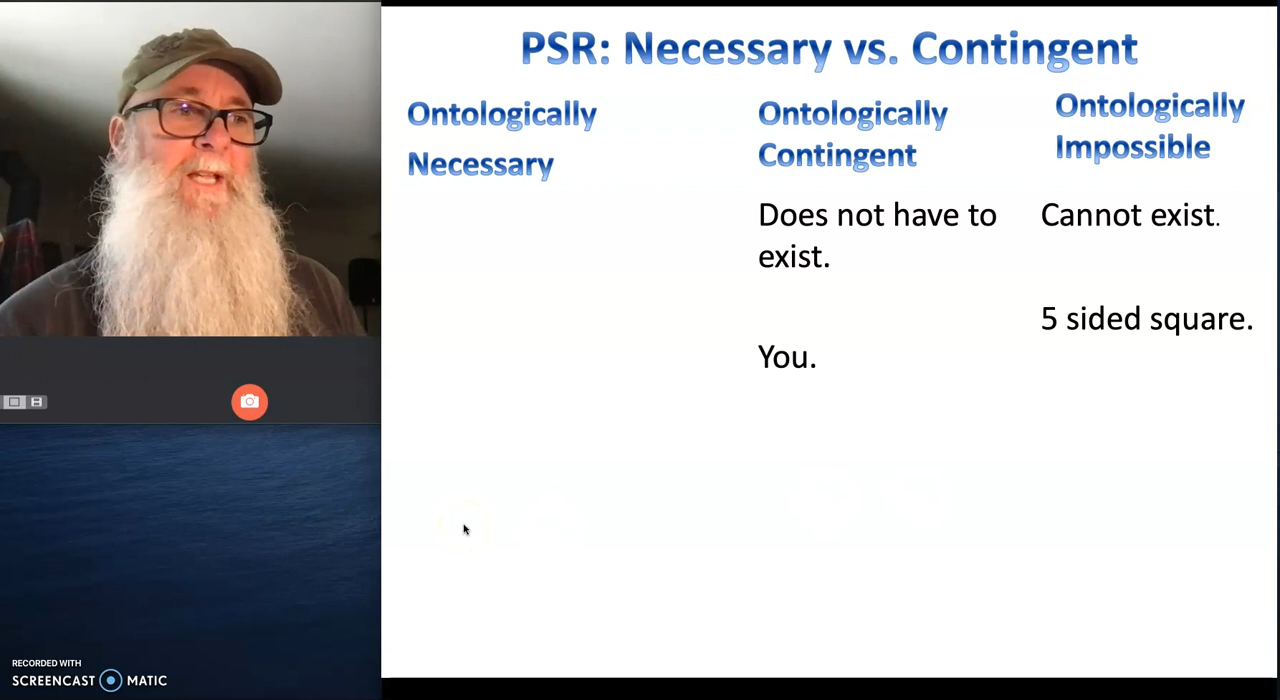 PSR: Necessary vs. Contingent
Ontologically
Necessary
Ontologically
Contingent
Does not have to
exist.
You.
Ontologically
Impossible
Cannot exist.
5 sided square.
RECORDED WITH
SCREENCAST MATIC